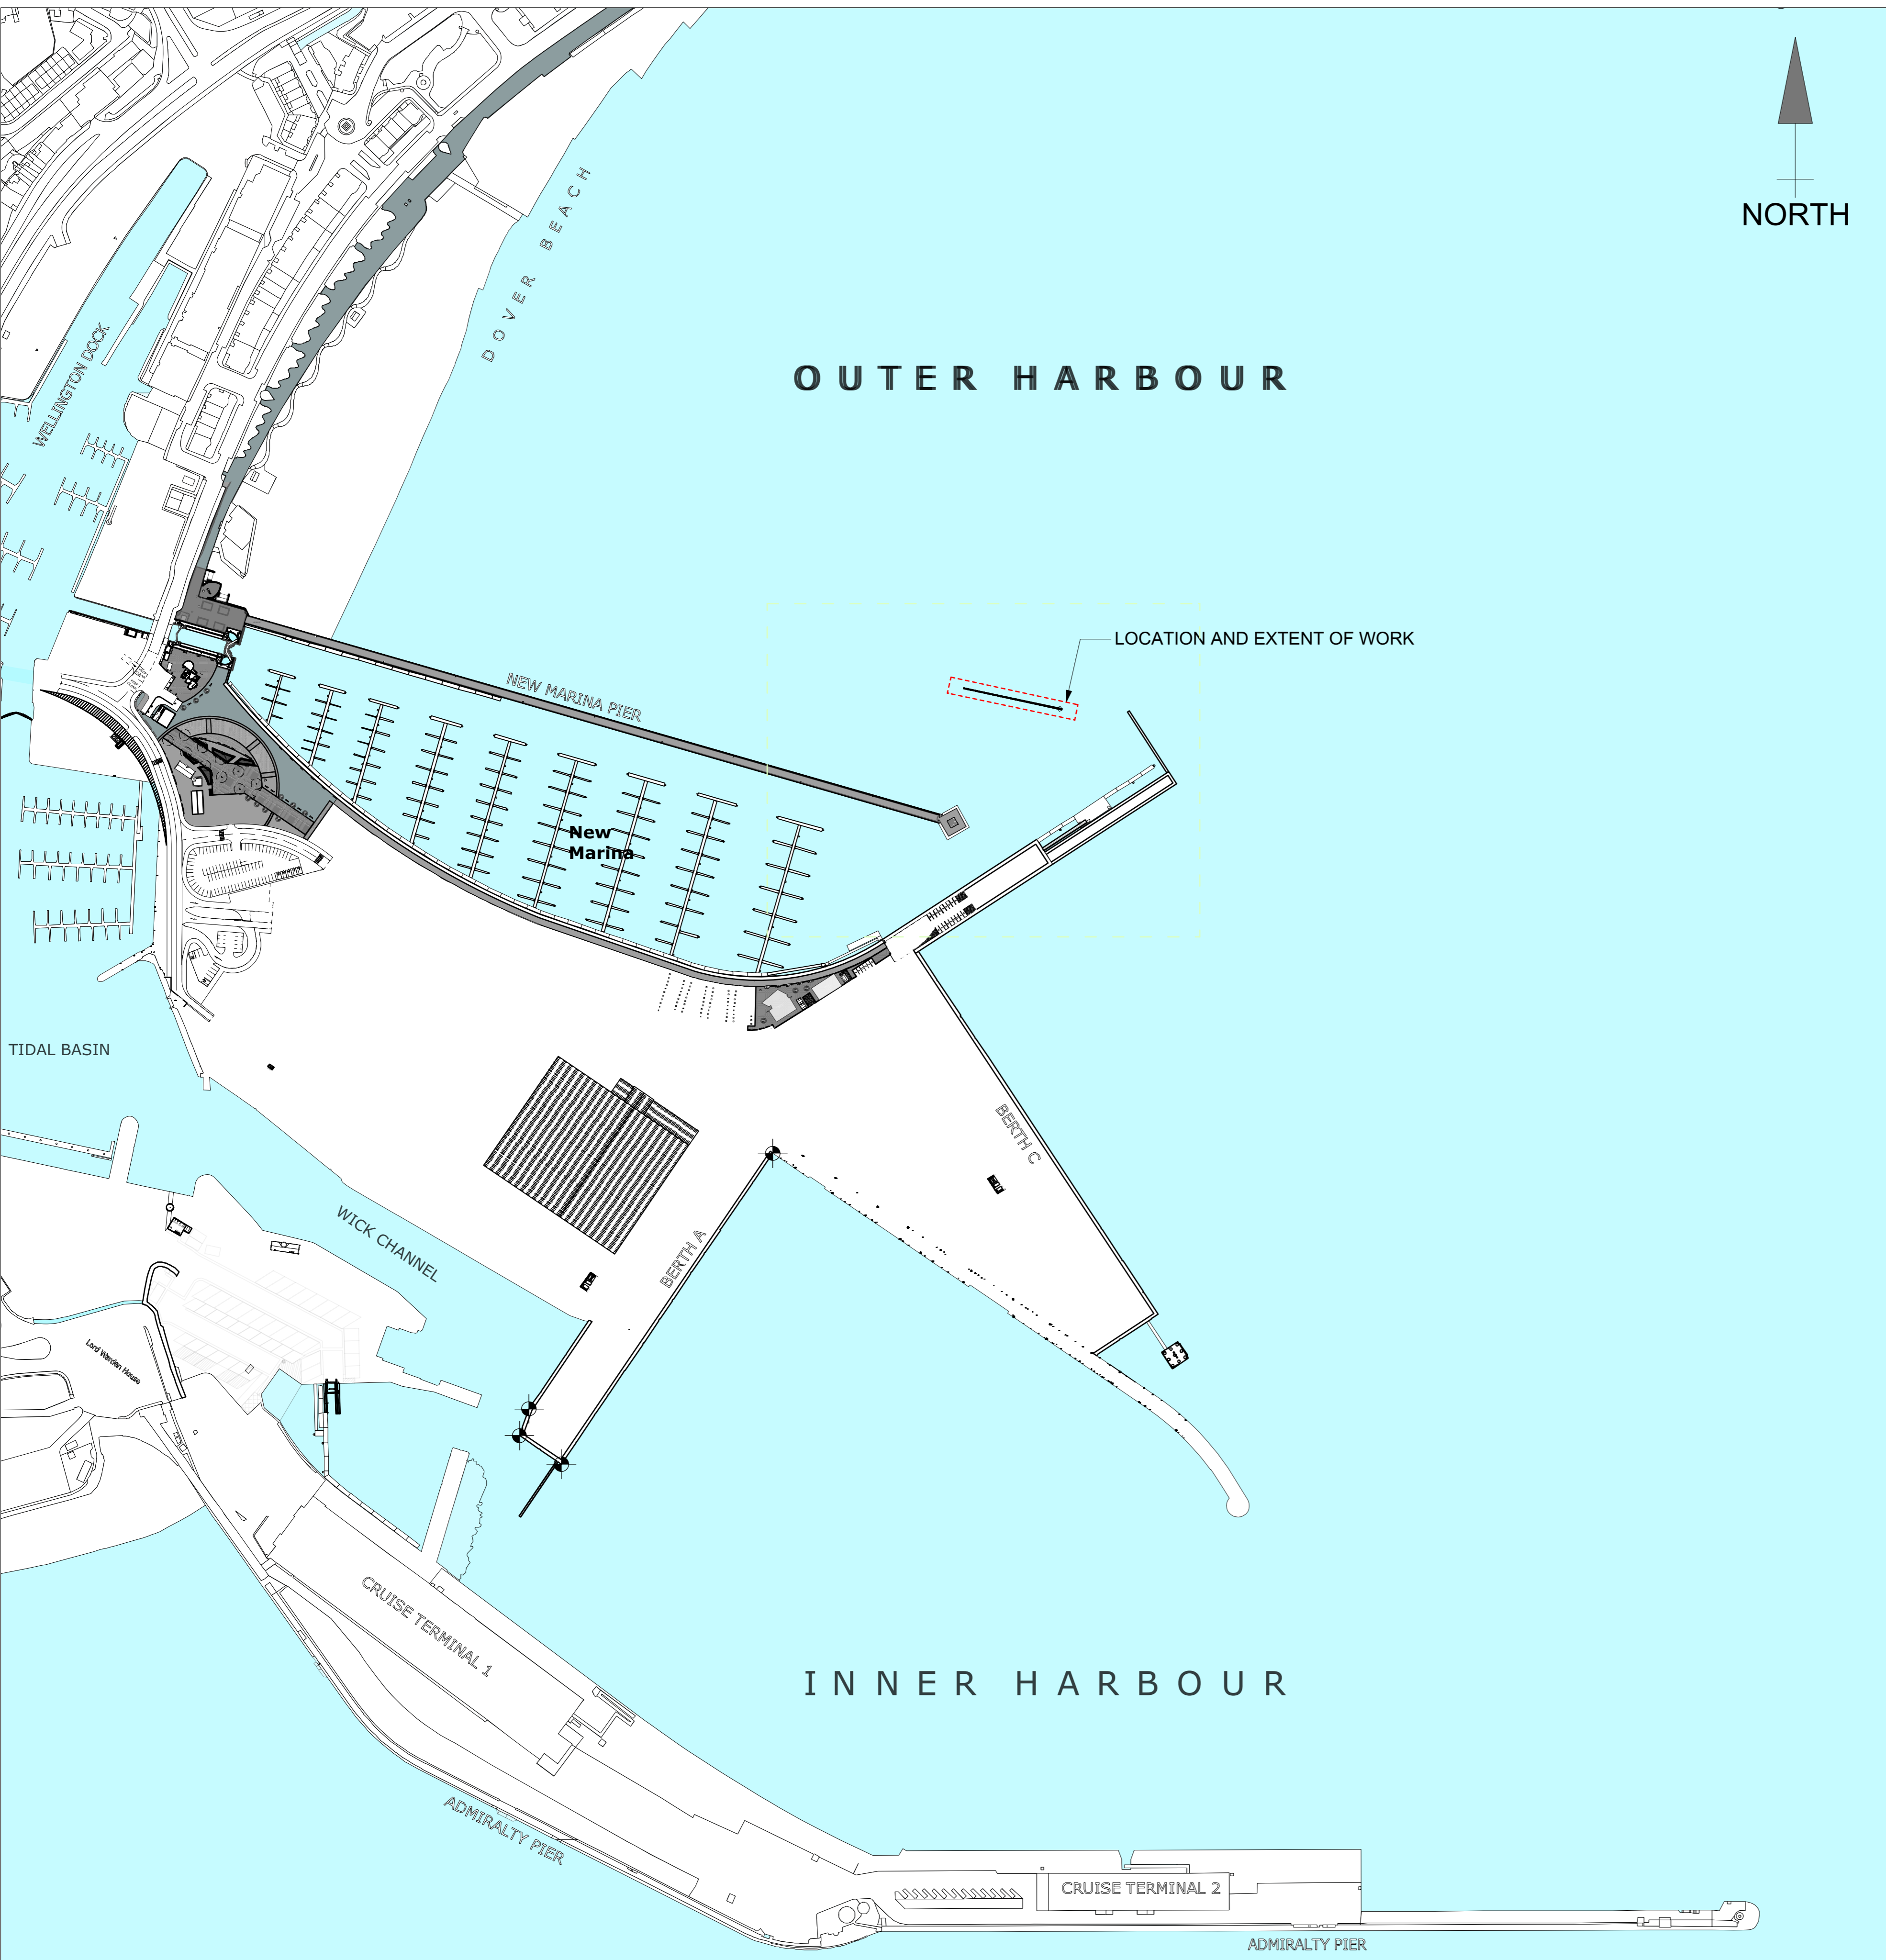 NORTH
DOVER BEACH
WELLINGTON DOCK
OUTER HARBOUR
LOCATION AND EXTENT OF WORK
NEW MARINA PIER
New
Marina
TIDAL BASIN
BERTH C
WICK CHANNEL
BERTH A
Lord Warden House
CRUISE TERMINAL 1
INNER HARBOUR
ADMIRALTY PIER
CRUISE TERMINAL 2
ADMIRALTY PIER